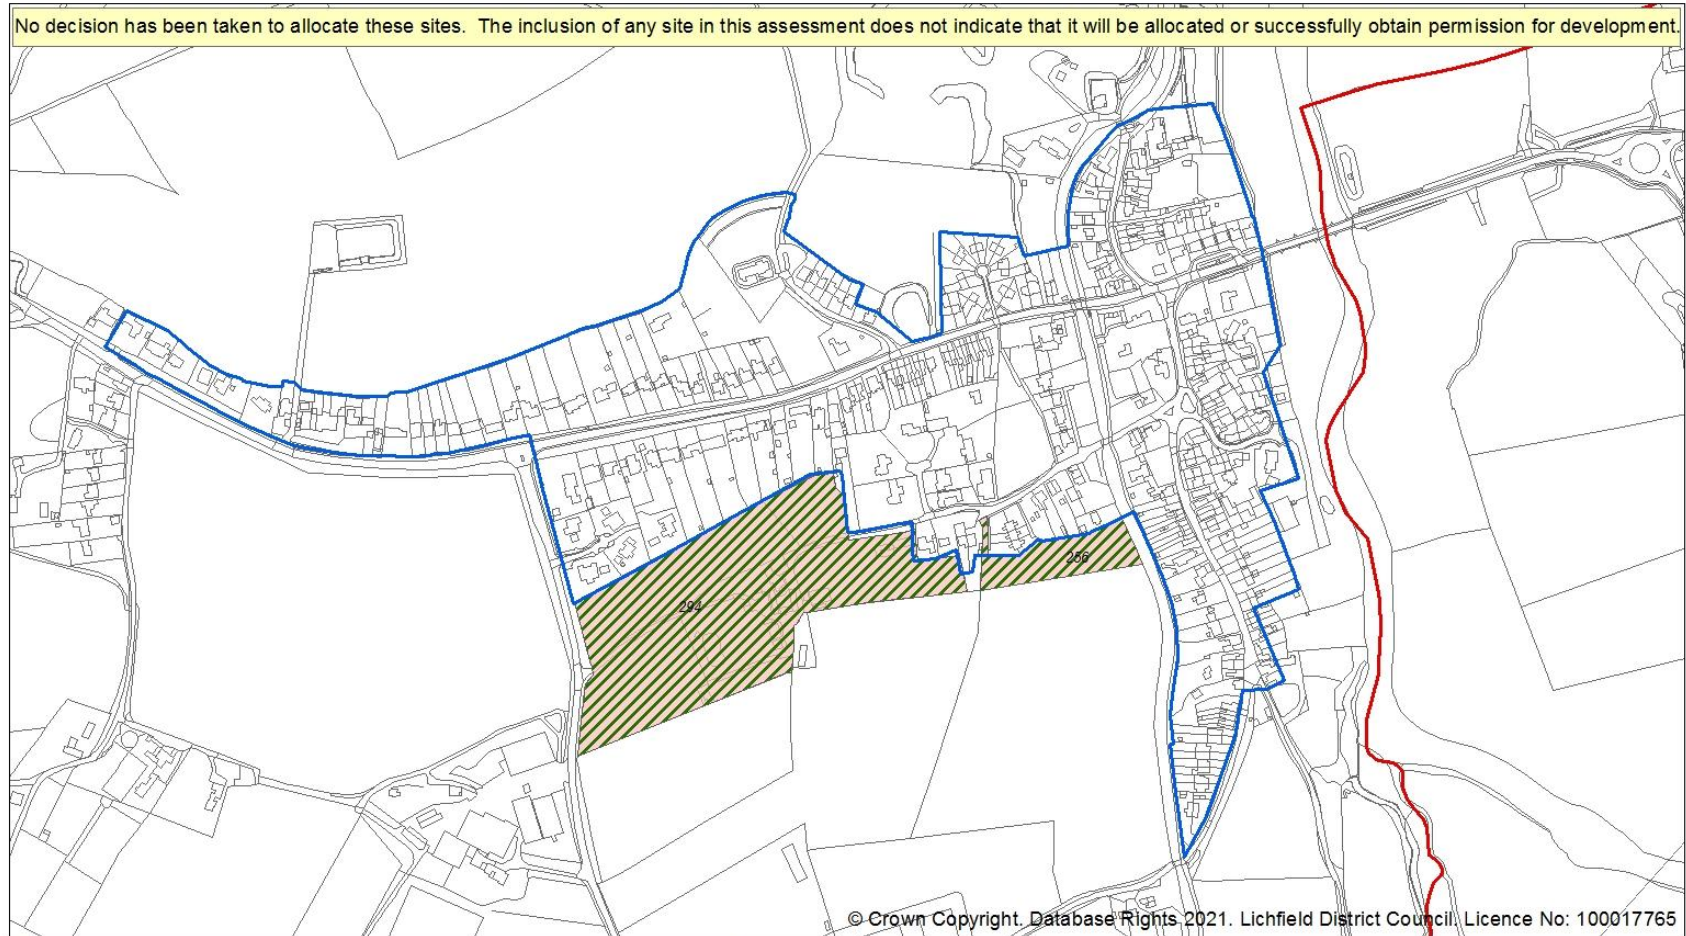 No decision has been taken to allocate these sites. The inclusion of any site in this assessment does not indicate that it will be allocated or successfully obtain permission for development.
256
294
© Crown Copyright. Database Rights 2021. Lichfield District Council. Licence No: 100017765